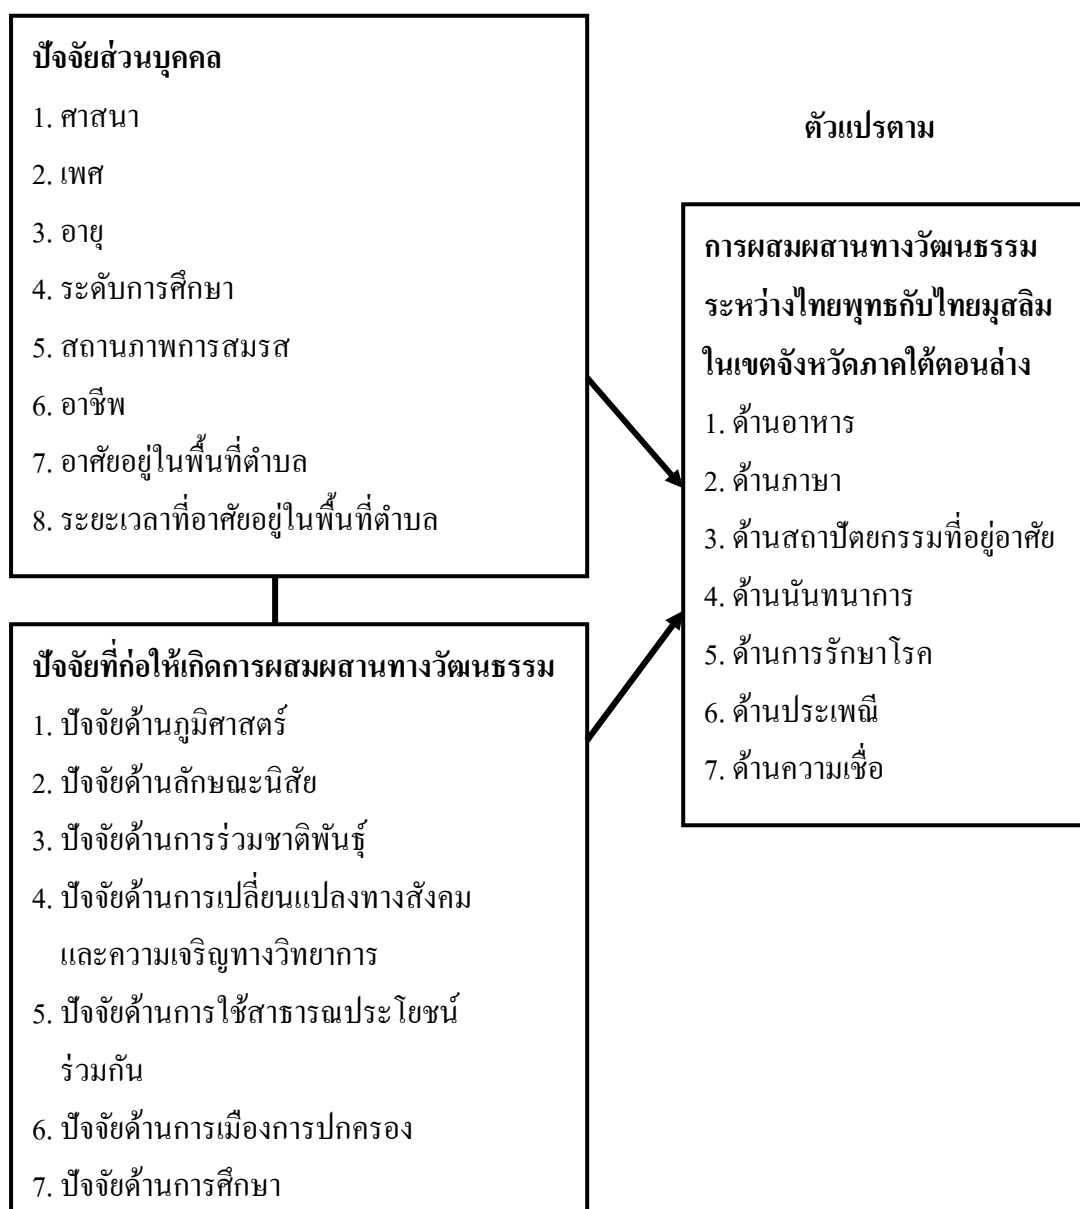 ปัจจัยส่วนบุคคล
1. ศาสนา
2. เพศ
3. อายุ
4. ระดับการศึกษา
5. สถานภาพการสมรส
6. อาชีพ
7. อาศัยอยู่ในพื้นที่ตำบล
8. ระยะเวลาที่อาศัยอยู่ในพื้นที่ตำบล
ปัจจัยที่ก่อให้เกิดการผสมผสานทางวัฒนธรรม
1. ปัจจัยด้านภูมิศาสตร์
2. ปัจจัยด้านลักษณะนิสัย
3. ปัจจัยด้านการร่วมชาติพันธุ์
4. ปัจจัยด้านการเปลี่ยนแปลงทางสังคม
และความเจริญทางวิทยาการ
5. ปัจจัยด้านการใช้สาธารณประโยชน์
ร่วมกัน
6. ปัจจัยด้านการเมืองการปกครอง
7. ปัจจัยด้านการศึกษา
ตัวแปรตาม
การผสมผสานทางวัฒนธรรม
ระหว่างไทยพุทธกับไทยมุสลิม
ในเขตจังหวัดภาคใต้ตอนล่าง
1. ด้านอาหาร
2. ด้านภาษา
3. ด้านสถาปัตยกรรมที่อยู่อาศัย
4. ด้านนันทนาการ
5. ด้านการรักษาโรค
6. ด้านประเพณี
7. ด้านความเชื่อ